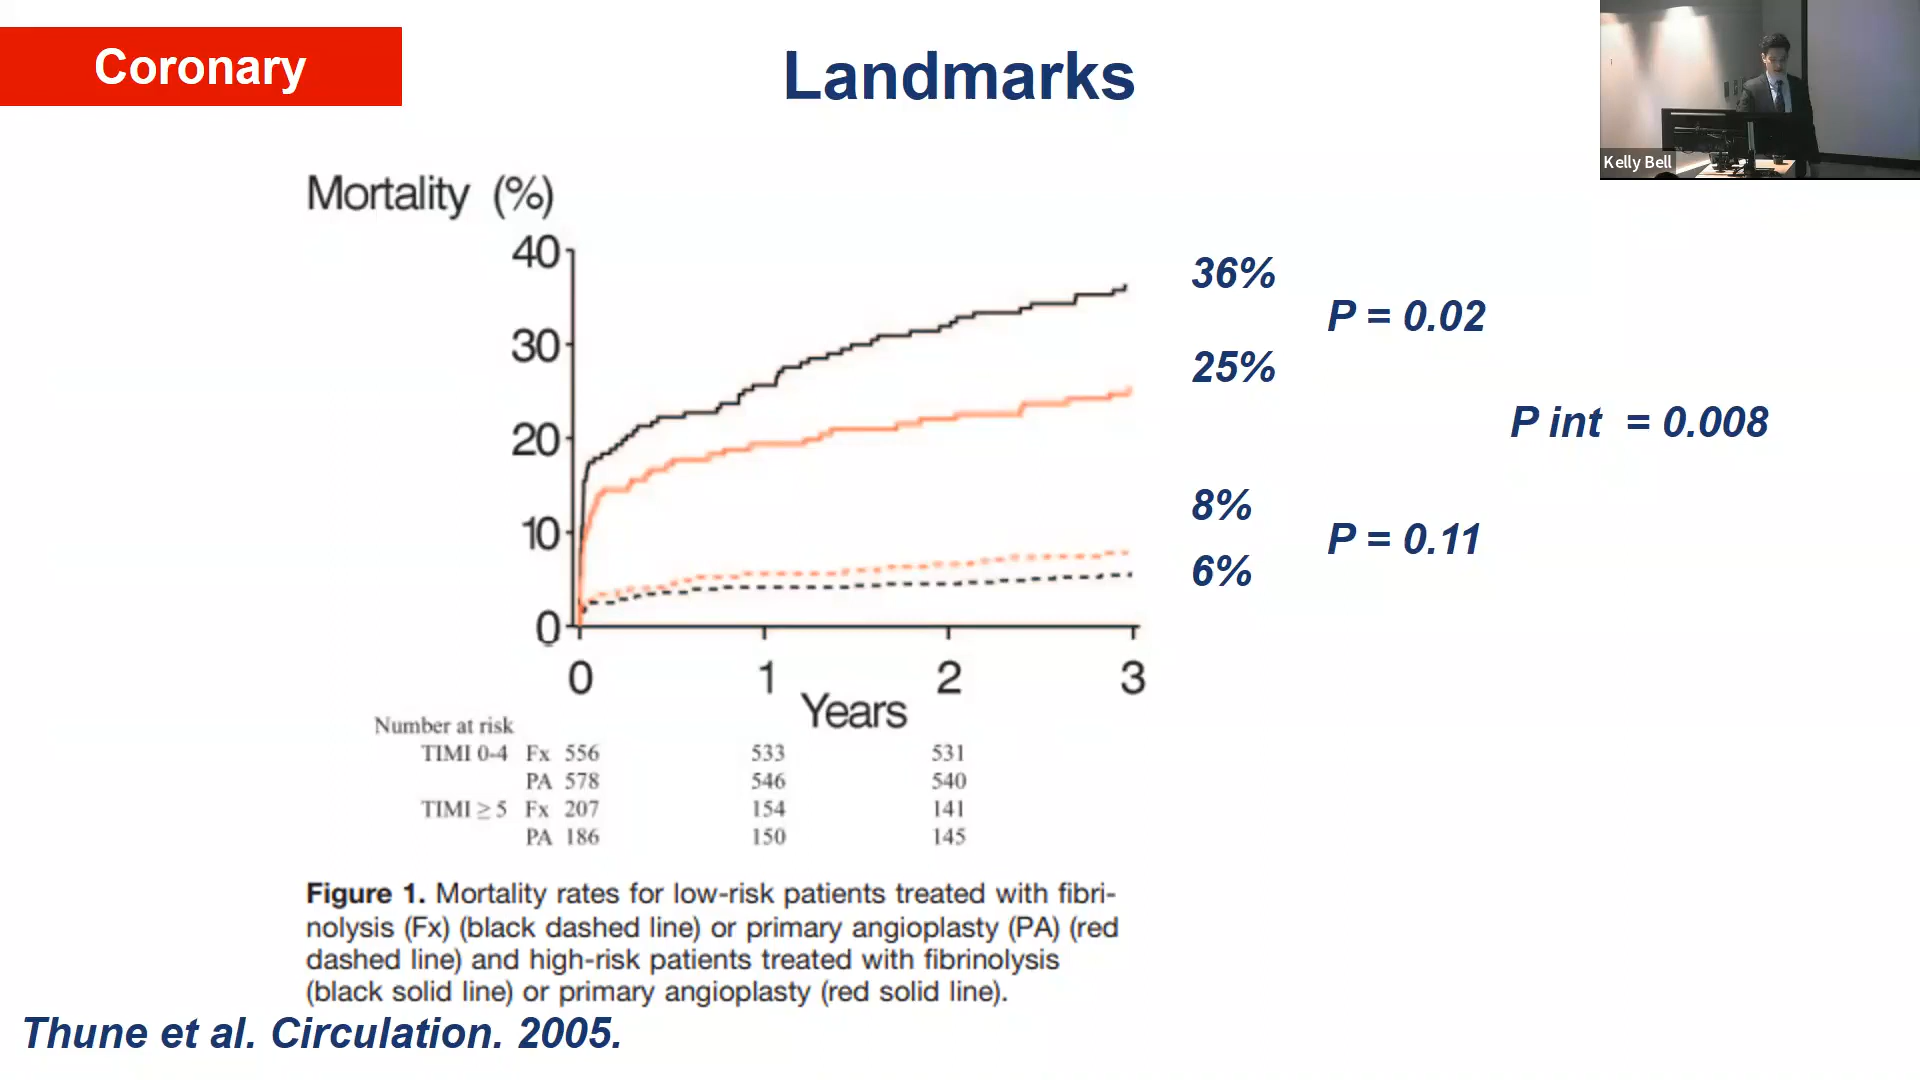 Coronary
Landmarks
Kelly Bell
Mortality (%)
40
30
20
10
0
0 1 2 3
Years
36%
25%
8%
6%
P = 0.02
P int = 0.008
P = 0.11
Number at risk
TIMI 0-4 Fx 556 533 531
PA 578 546 540
TIMI ≥ 5 Fx 207 154 141
PA 186 150 145
Figure 1. Mortality rates for low-risk patients treated with fibri-
nolysis (Fx) (black dashed line) or primary angioplasty (PA) (red
dashed line) and high-risk patients treated with fibrinolysis
(black solid line) or primary angioplasty (red solid line).
Thune et al. Circulation. 2005.